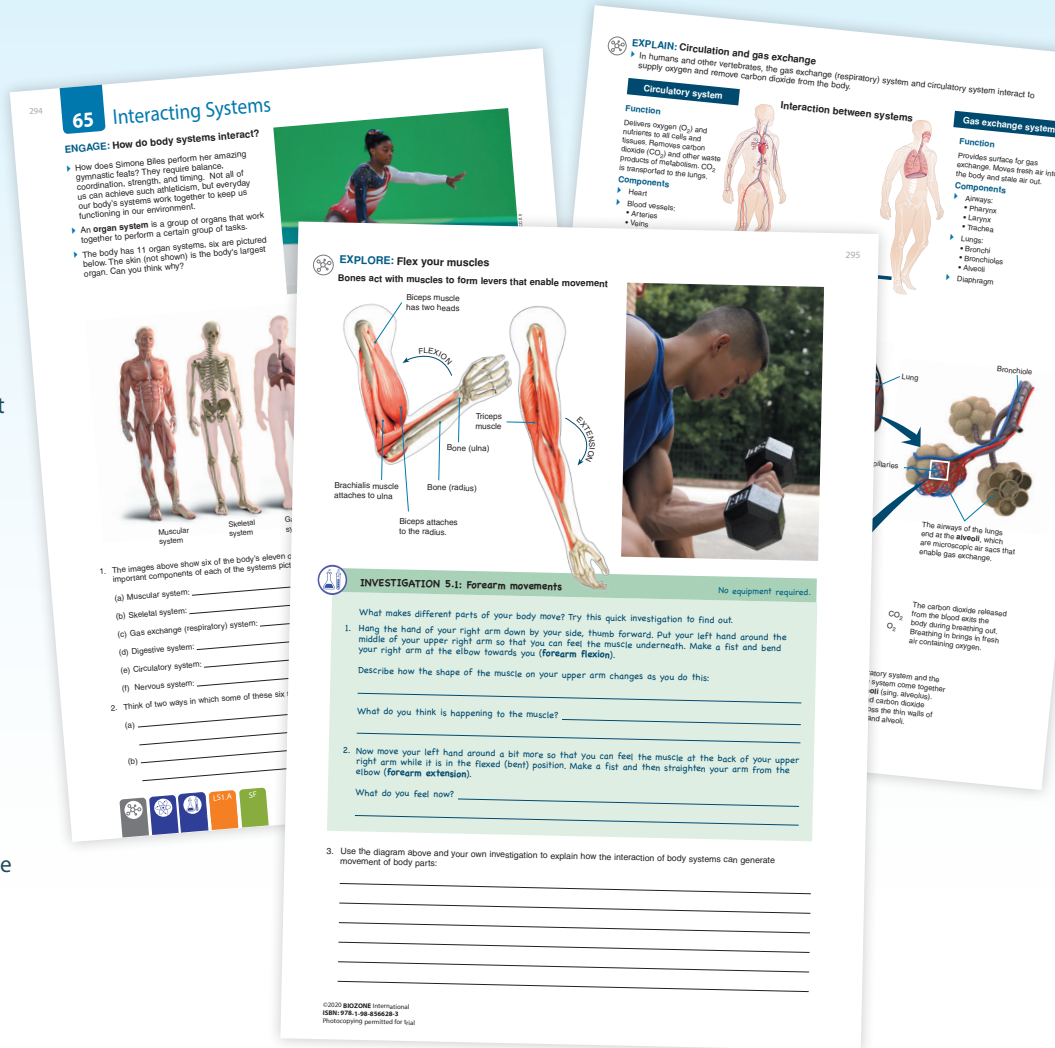 294
65
Interacting Systems
ENGAGE: How do body systems interact?
How does Simone Biles perform her amazing
gymnastic feats? They require balance,
coordination, strength, and timing. Not all of
us can achieve such athleticism, but everyday
our body's systems work together to keep us
functioning in our environment.
An organ system is a group of organs that work
together to perform a certain group of tasks.
The body has 11 organ systems, six are pictured
below. The skin (not shown) is the body's largest
organ. Can you think why?
Muscular
system
Skeletal
system
1. The images above show six of the body's eleven
important components of each of the systems
(a) Muscular system:
(b) Skeletal system:
(c) Gas exchange (respiratory) system:
(d) Digestive system:
(e) Circulatory system:
(f) Nervous system:
2. Think of two ways in which some of these six
(a)
(b)
LS1.A
SF
EXPLAIN: Circulation and gas exchange
In humans and other vertebrates, the gas exchange (respiratory) system and circulatory system interact to
supply oxygen and remove carbon dioxide from the body.
Circulatory system
Interaction between systems
Gas exchange system
Function
Delivers oxygen (O₂) and
nutrients to all cells and
tissues. Removes carbon
dioxide (CO₂) and other waste
products of metabolism. CO₂
is transported to the lungs.
Components
Heart
Blood vessels:
• Arteries
• Veins
Function
Provides surface for gas
exchange. Moves fresh air into
the body and stale air out.
Components
Airways:
• Pharynx
• Larynx
• Trachea
Lungs:
• Bronchi
• Bronchioles
• Alveoli
Diaphragm
Lung
Bronchiole
The airways of the lungs
end at the alveoli, which
are microscopic air sacs that
enable gas exchange.
CO₂
O₂
The carbon dioxide released
from the blood exits the
body during breathing out.
Breathing in brings in fresh
air containing oxygen.
system and the
system come together
(sing. alveolus).
carbon dioxide
the thin walls of
and alveoli.
295
EXPLORE: Flex your muscles
Bones act with muscles to form levers that enable movement
Biceps muscle
has two heads
FLEXION
Triceps
muscle
EXTENSION
Bone (ulna)
Brachialis muscle
attaches to ulna
Bone (radius)
Biceps attaches
to the radius.
INVESTIGATION 5.1: Forearm movements
No equipment required.
What makes different parts of your body move? Try this quick investigation to find out.
1. Hang the hand of your right arm down by your side, thumb forward. Put your left hand around the
middle of your upper right arm so that you can feel the muscle underneath. Make a fist and bend
your right arm at the elbow towards you (forearm flexion).
Describe how the shape of the muscle on your upper arm changes as you do this:
What do you think is happening to the muscle?
2. Now move your left hand around a bit more so that you can feel the muscle at the back of your upper
right arm while it is in the flexed (bent) position. Make a fist and then straighten your arm from the
elbow (forearm extension).
What do you feel now?
3. Use the diagram above and your own investigation to explain how the interaction of body systems can generate
movement of body parts:
©2020 BIOZONE International
ISBN: 978-1-98-856628-3
Photocopying permitted for trial